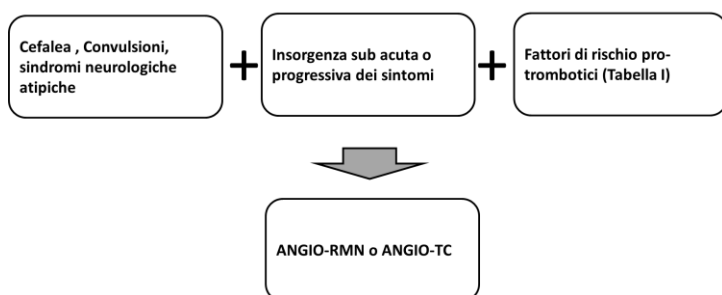 Cefalea , Convulsioni,
sindromi neurologiche
atipiche
+
Insorgenza sub acuta o
progressiva dei sintomi
+
Fattori di rischio pro-
trombotici (Tabella I)
ANGIO-RMN o ANGIO-TC